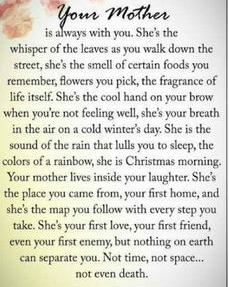 Your Mother
is always with you. She's the
whisper of the leaves as you walk down the
street, she's the smell of certain foods you
remember, flowers you pick, the fragrance of
life itself. She's the cool hand on your brow
when you're not feeling well, she's your breath
in the air on a cold winter's day. She is the
sound of the rain that lulls you to sleep, the
colors of a rainbow, she is Christmas morning.
Your mother lives inside your laughter. She's
the place you came from, your first home, and
she's the map you follow with every step you
take. She's your first love, your first friend,
even your first enemy, but nothing on earth
can separate you. Not time, not space...
not even death.